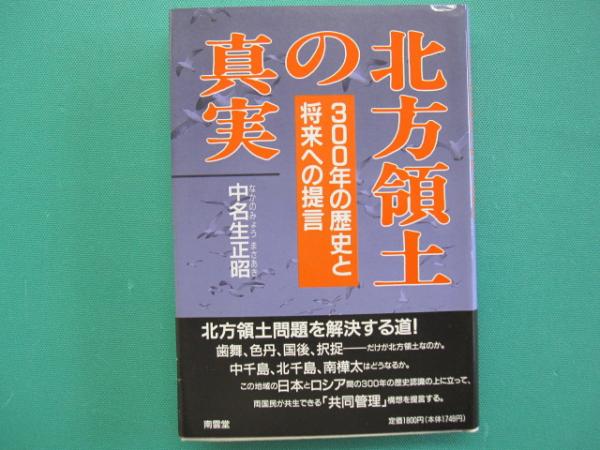 北方領土
の
真実
300年の歴史と
将来への提言
なかのみょう まさあき
中名生正昭
北方領土問題を解決する道!
歯舞、色丹、国後、択捉――だけが北方領土なのか。
中千島、北千島、南樺太はどうなるか。
この地域の日本とロシア間の300年の歴史認識の上に立って、
両国民が共生できる「共同管理」構想を提言する。
南雲堂
定価1800円(本体1748円)